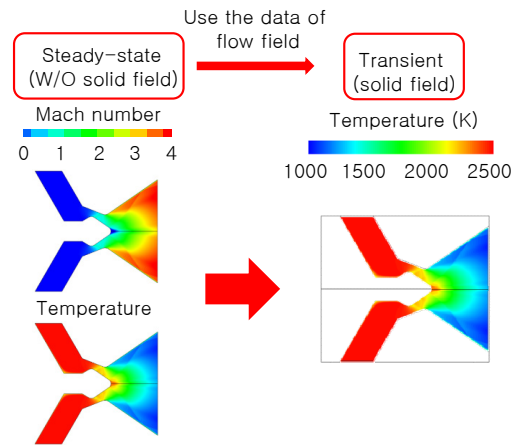 Use the data of
flow field
Steady-state
(W/O solid field)
Transient
(solid field)
Mach number
0 1 2 3 4
Temperature (K)
1000 1500 2000 2500
Temperature